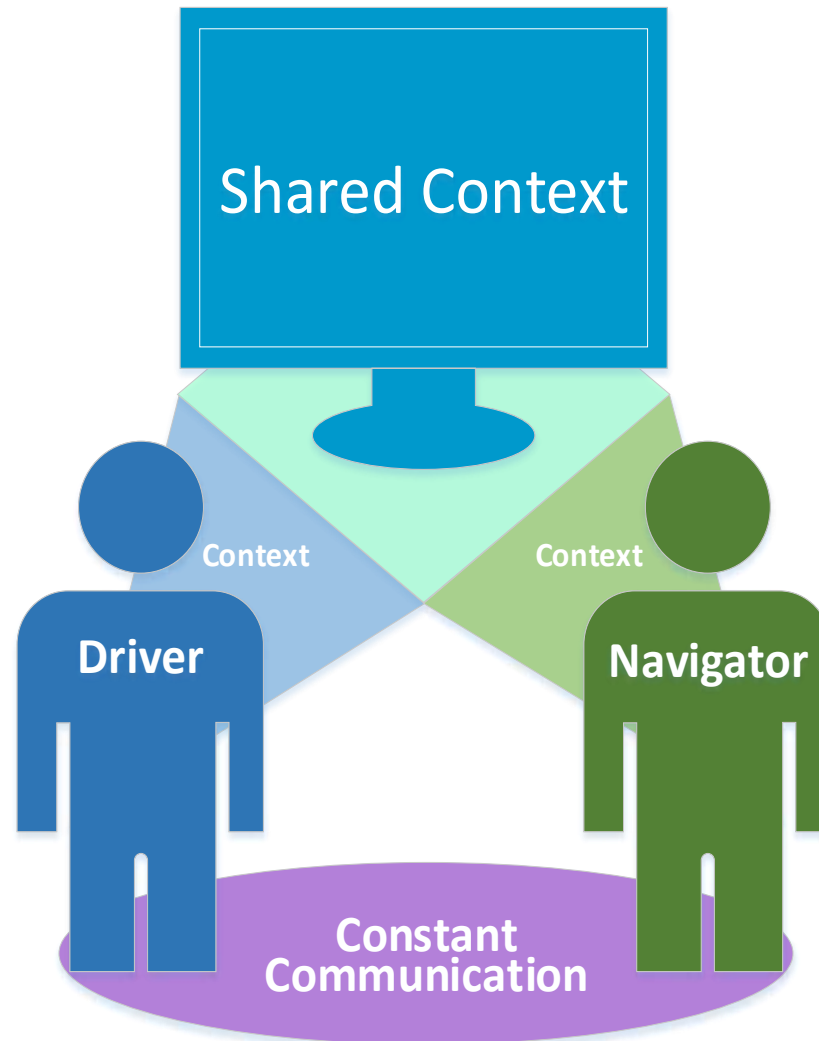 Shared Context
Context
Context
Driver
Navigator
Constant
Communication